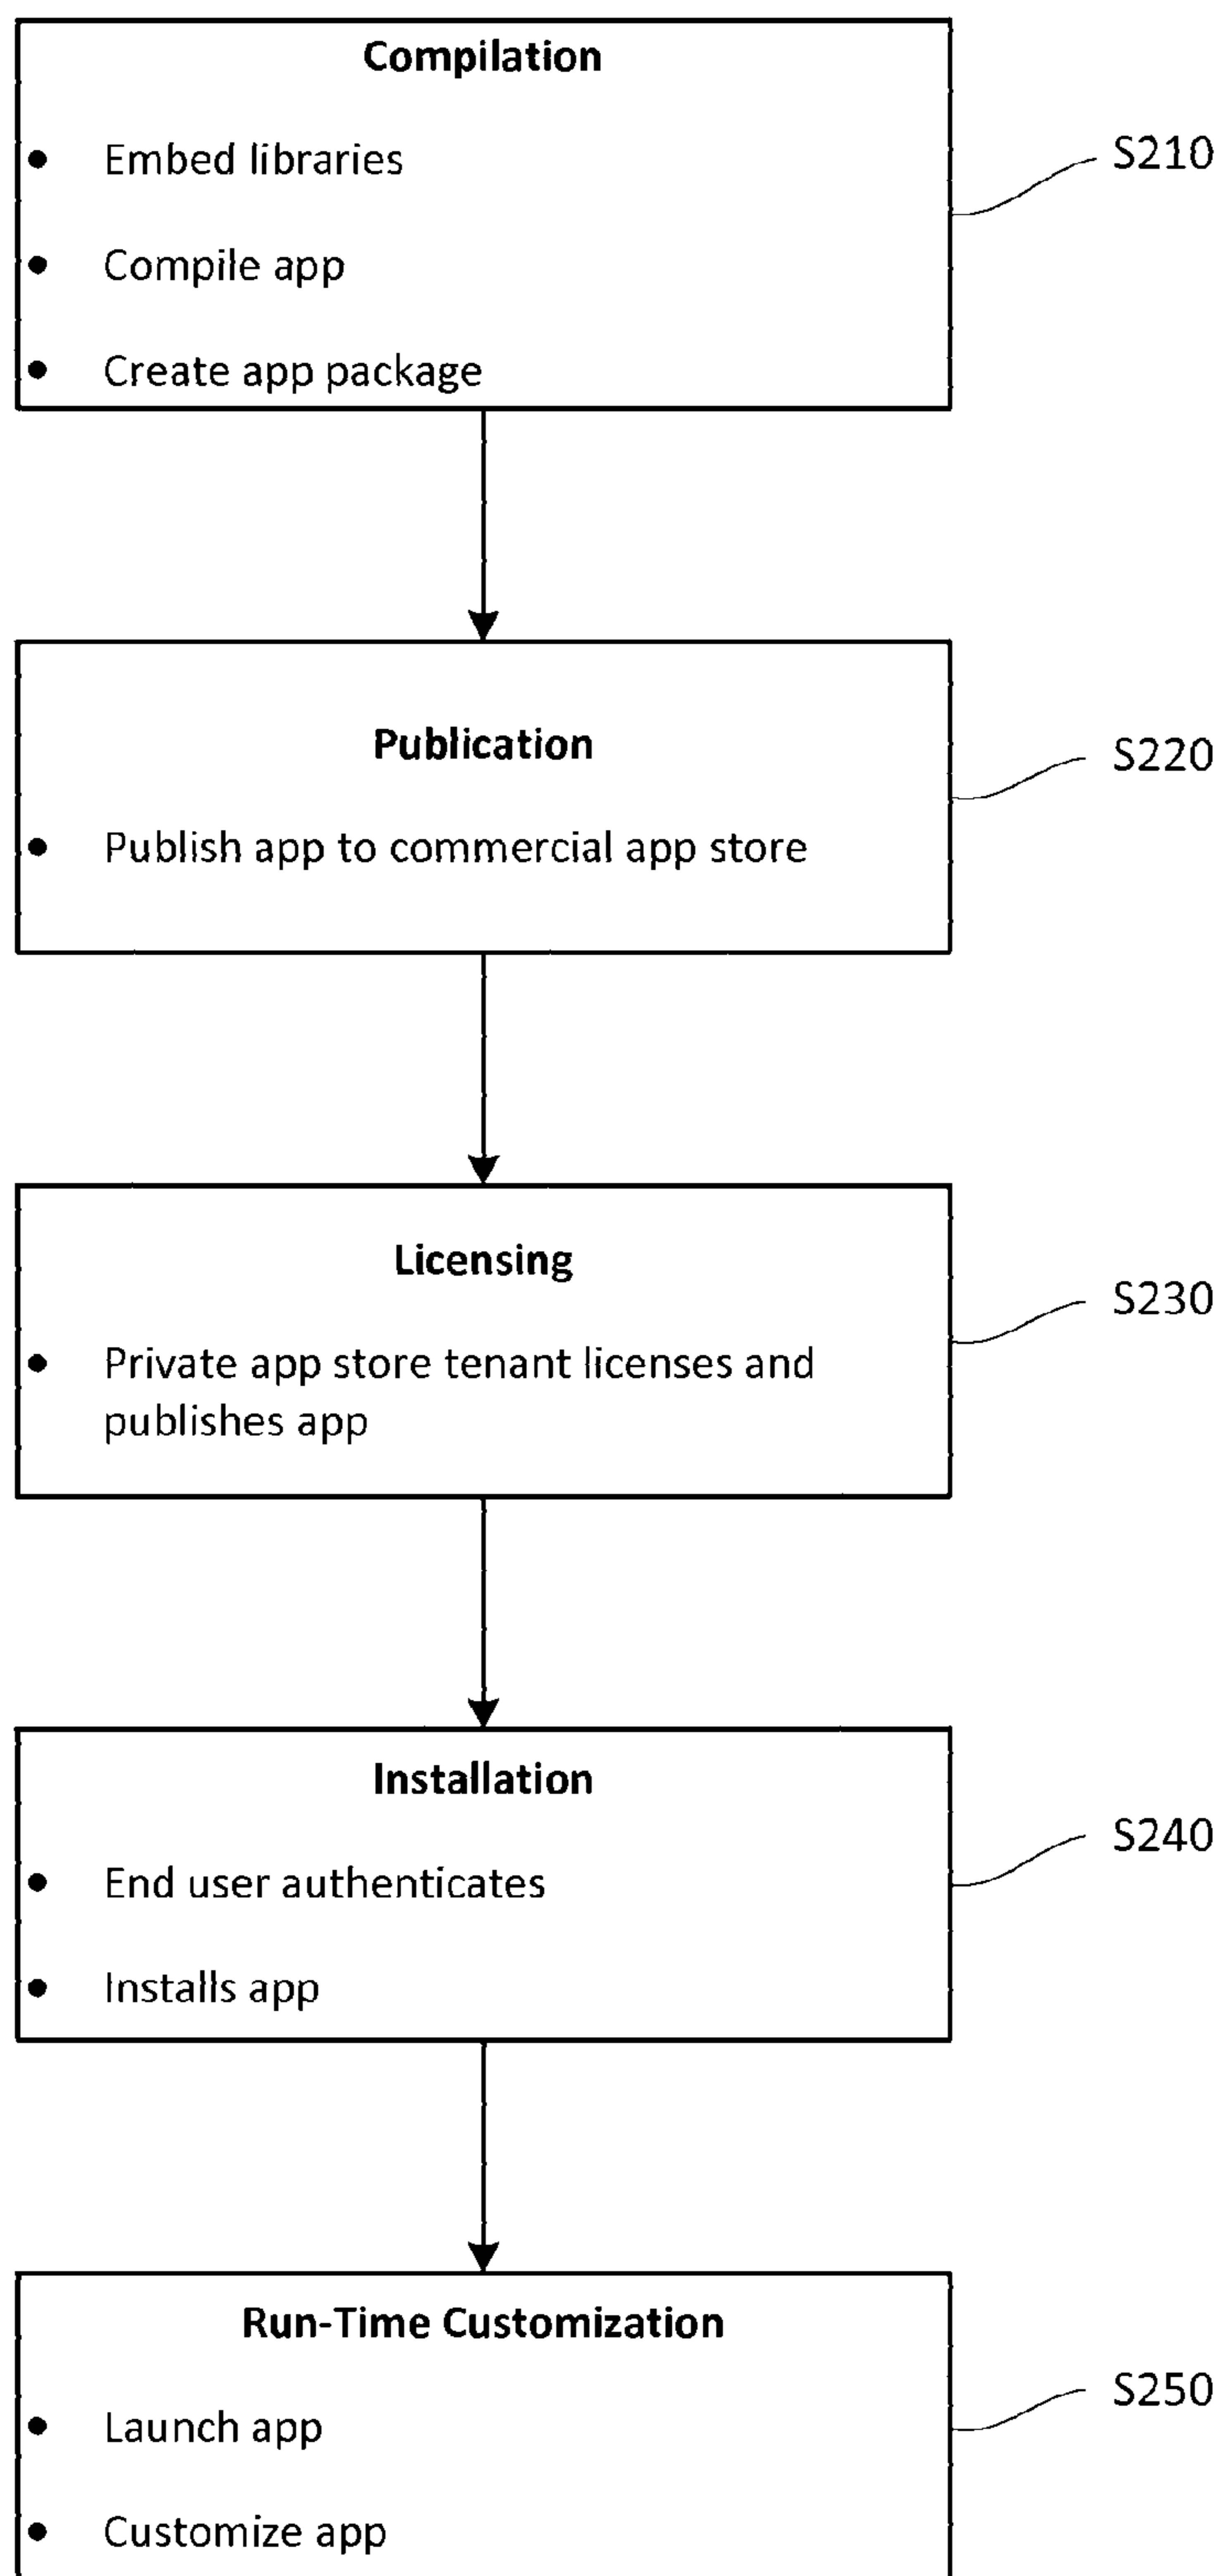 Compilation
• Embed libraries
S210
• Compile app
• Create app package
Publication
S220
• Publish app to commercial app store
Licensing
S230
• Private app store tenant licenses and
publishes app
Installation
S240
• End user authenticates
• Installs app
Run-Time Customization
S250
• Launch app
• Customize app